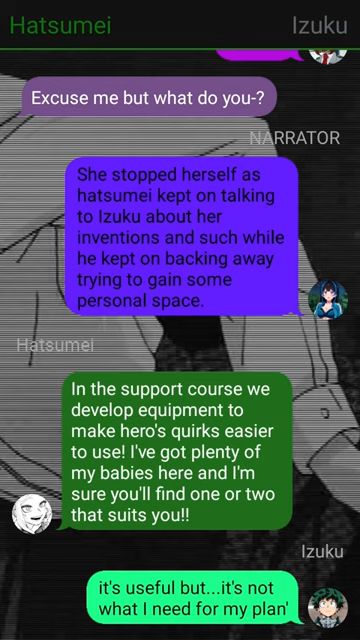 Hatsumei
Izuku
Excuse me but what do you-?
NARRATOR
She stopped herself as
hatsumei kept on talking
to Izuku about her
inventions and such while
he kept on backing away
trying to gain some
personal space.
Hatsumei
In the support course we
develop equipment to
make hero's quirks easier
to use! I've got plenty of
my babies here and I'm
sure you'll find one or two
that suits you!!
Izuku
it's useful but...it's not
what I need for my plan'